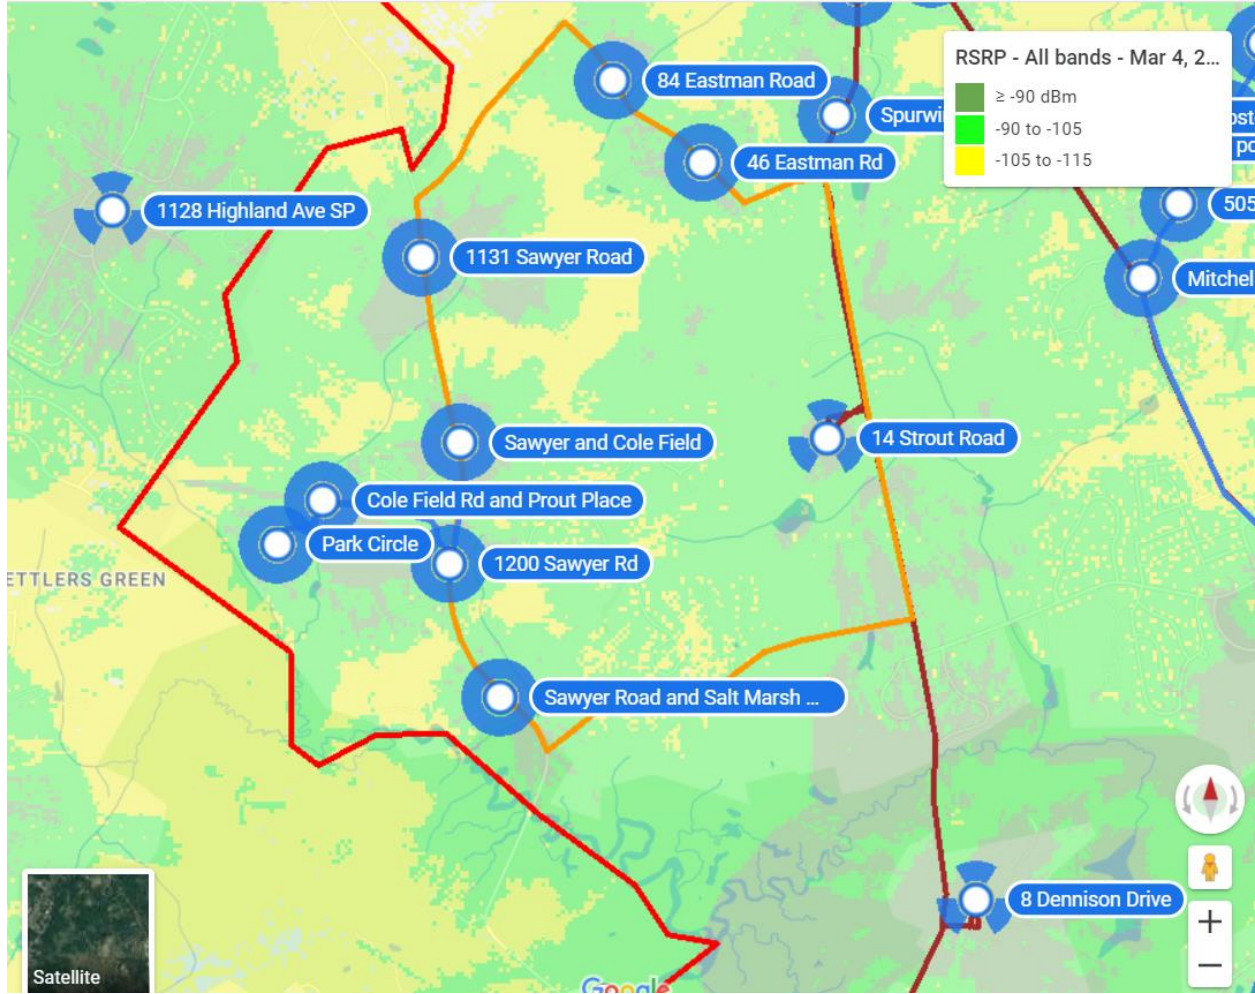 RSRP - All bands - Mar 4, 2...
≥ -90 dBm
-90 to -105
-105 to -115
84 Eastman Road
Spurwi
46 Eastman Rd
1128 Highland Ave SP
505
1131 Sawyer Road
Mitchel
Sawyer and Cole Field
14 Strout Road
Cole Field Rd and Prout Place
Park Circle
1200 Sawyer Rd
ETTLERS GREEN
Sawyer Road and Salt Marsh ...
8 Dennison Drive
Satellite
Google